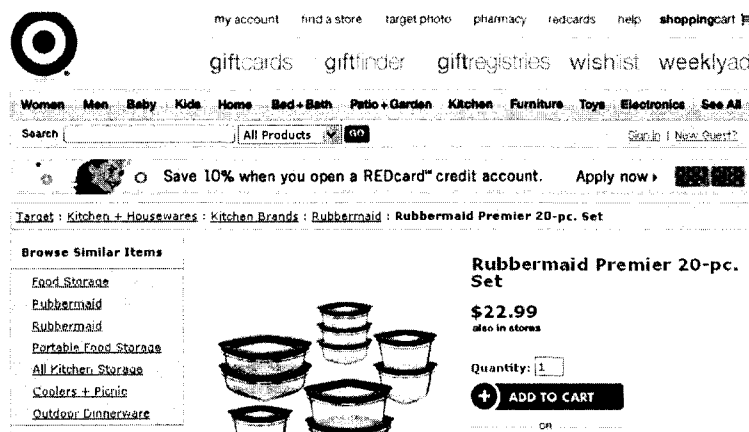 my account find a store target photo pharmacy redcards help shoppingcart
giftcards giftfinder giftregistries wishlist weeklyad
Women Men Baby Kids Home Bed+Bath Patio+Garden Kitchen Furniture Toys Electronics See All
Search All Products GO Sign in | New Guest?
Save 10% when you open a REDcard℠ credit account. Apply now
Target : Kitchen + Housewares : Kitchen Brands : Rubbermaid : Rubbermaid Premier 20-pc. Set
Browse Similar Items
Food Storage
Rubbermaid
Rubbermaid
Portable Food Storage
All Kitchen Storage
Coolers + Picnic
Outdoor Dinnerware
Rubbermaid Premier 20-pc.
Set
$22.99
also in stores
Quantity: 1
+ ADD TO CART
OR